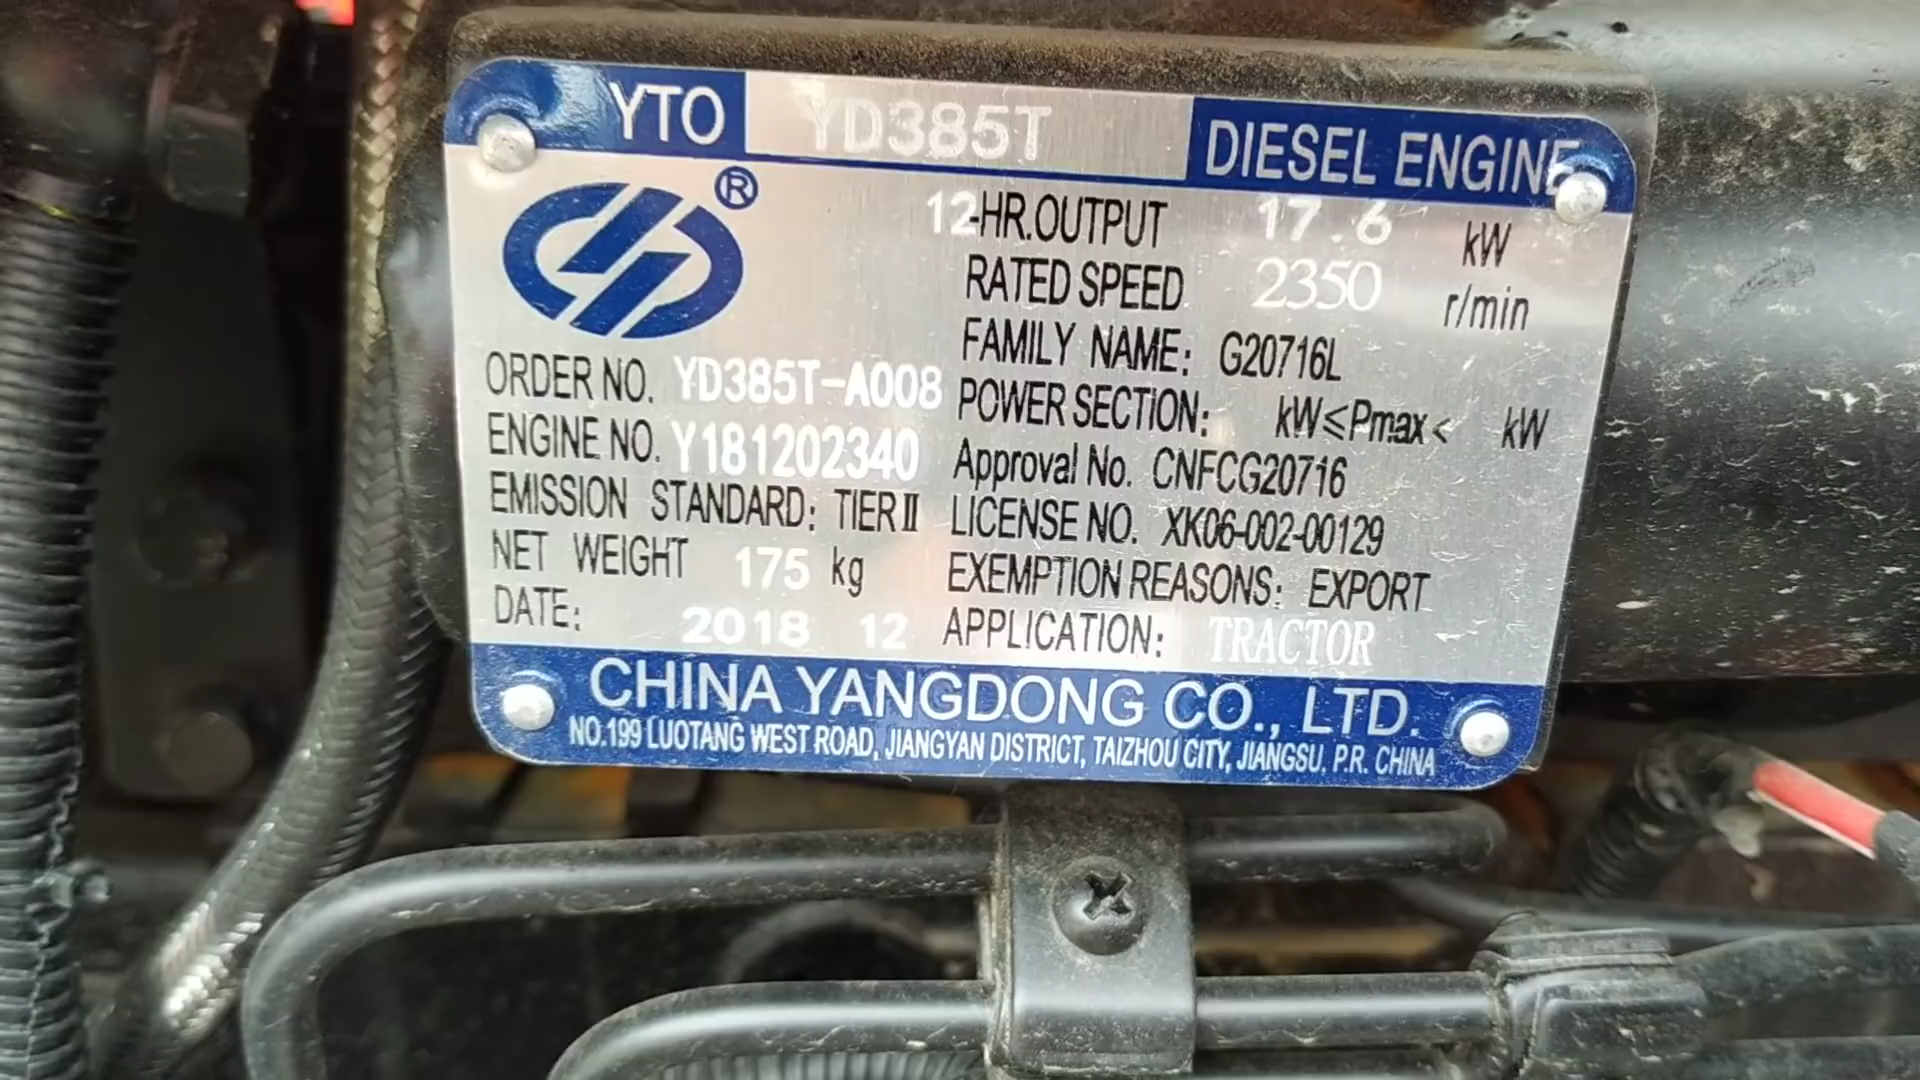 YTO YD385T DIESEL ENGINE
®
12-HR.OUTPUT 17.6 kW
RATED SPEED 2350 r/min
FAMILY NAME: G20716L
ORDER NO. YD385T-A008
POWER SECTION: kW≤Pmax< kW
ENGINE NO. Y181202340
Approval No. CNFCG20716
EMISSION STANDARD: TIER II
LICENSE NO. XK06-002-00129
NET WEIGHT 175 kg
EXEMPTION REASONS: EXPORT
DATE: 2018 12
APPLICATION: TRACTOR
CHINA YANGDONG CO., LTD.
NO.199 LUOTANG WEST ROAD, JIANGYAN DISTRICT, TAIZHOU CITY, JIANGSU, P.R. CHINA